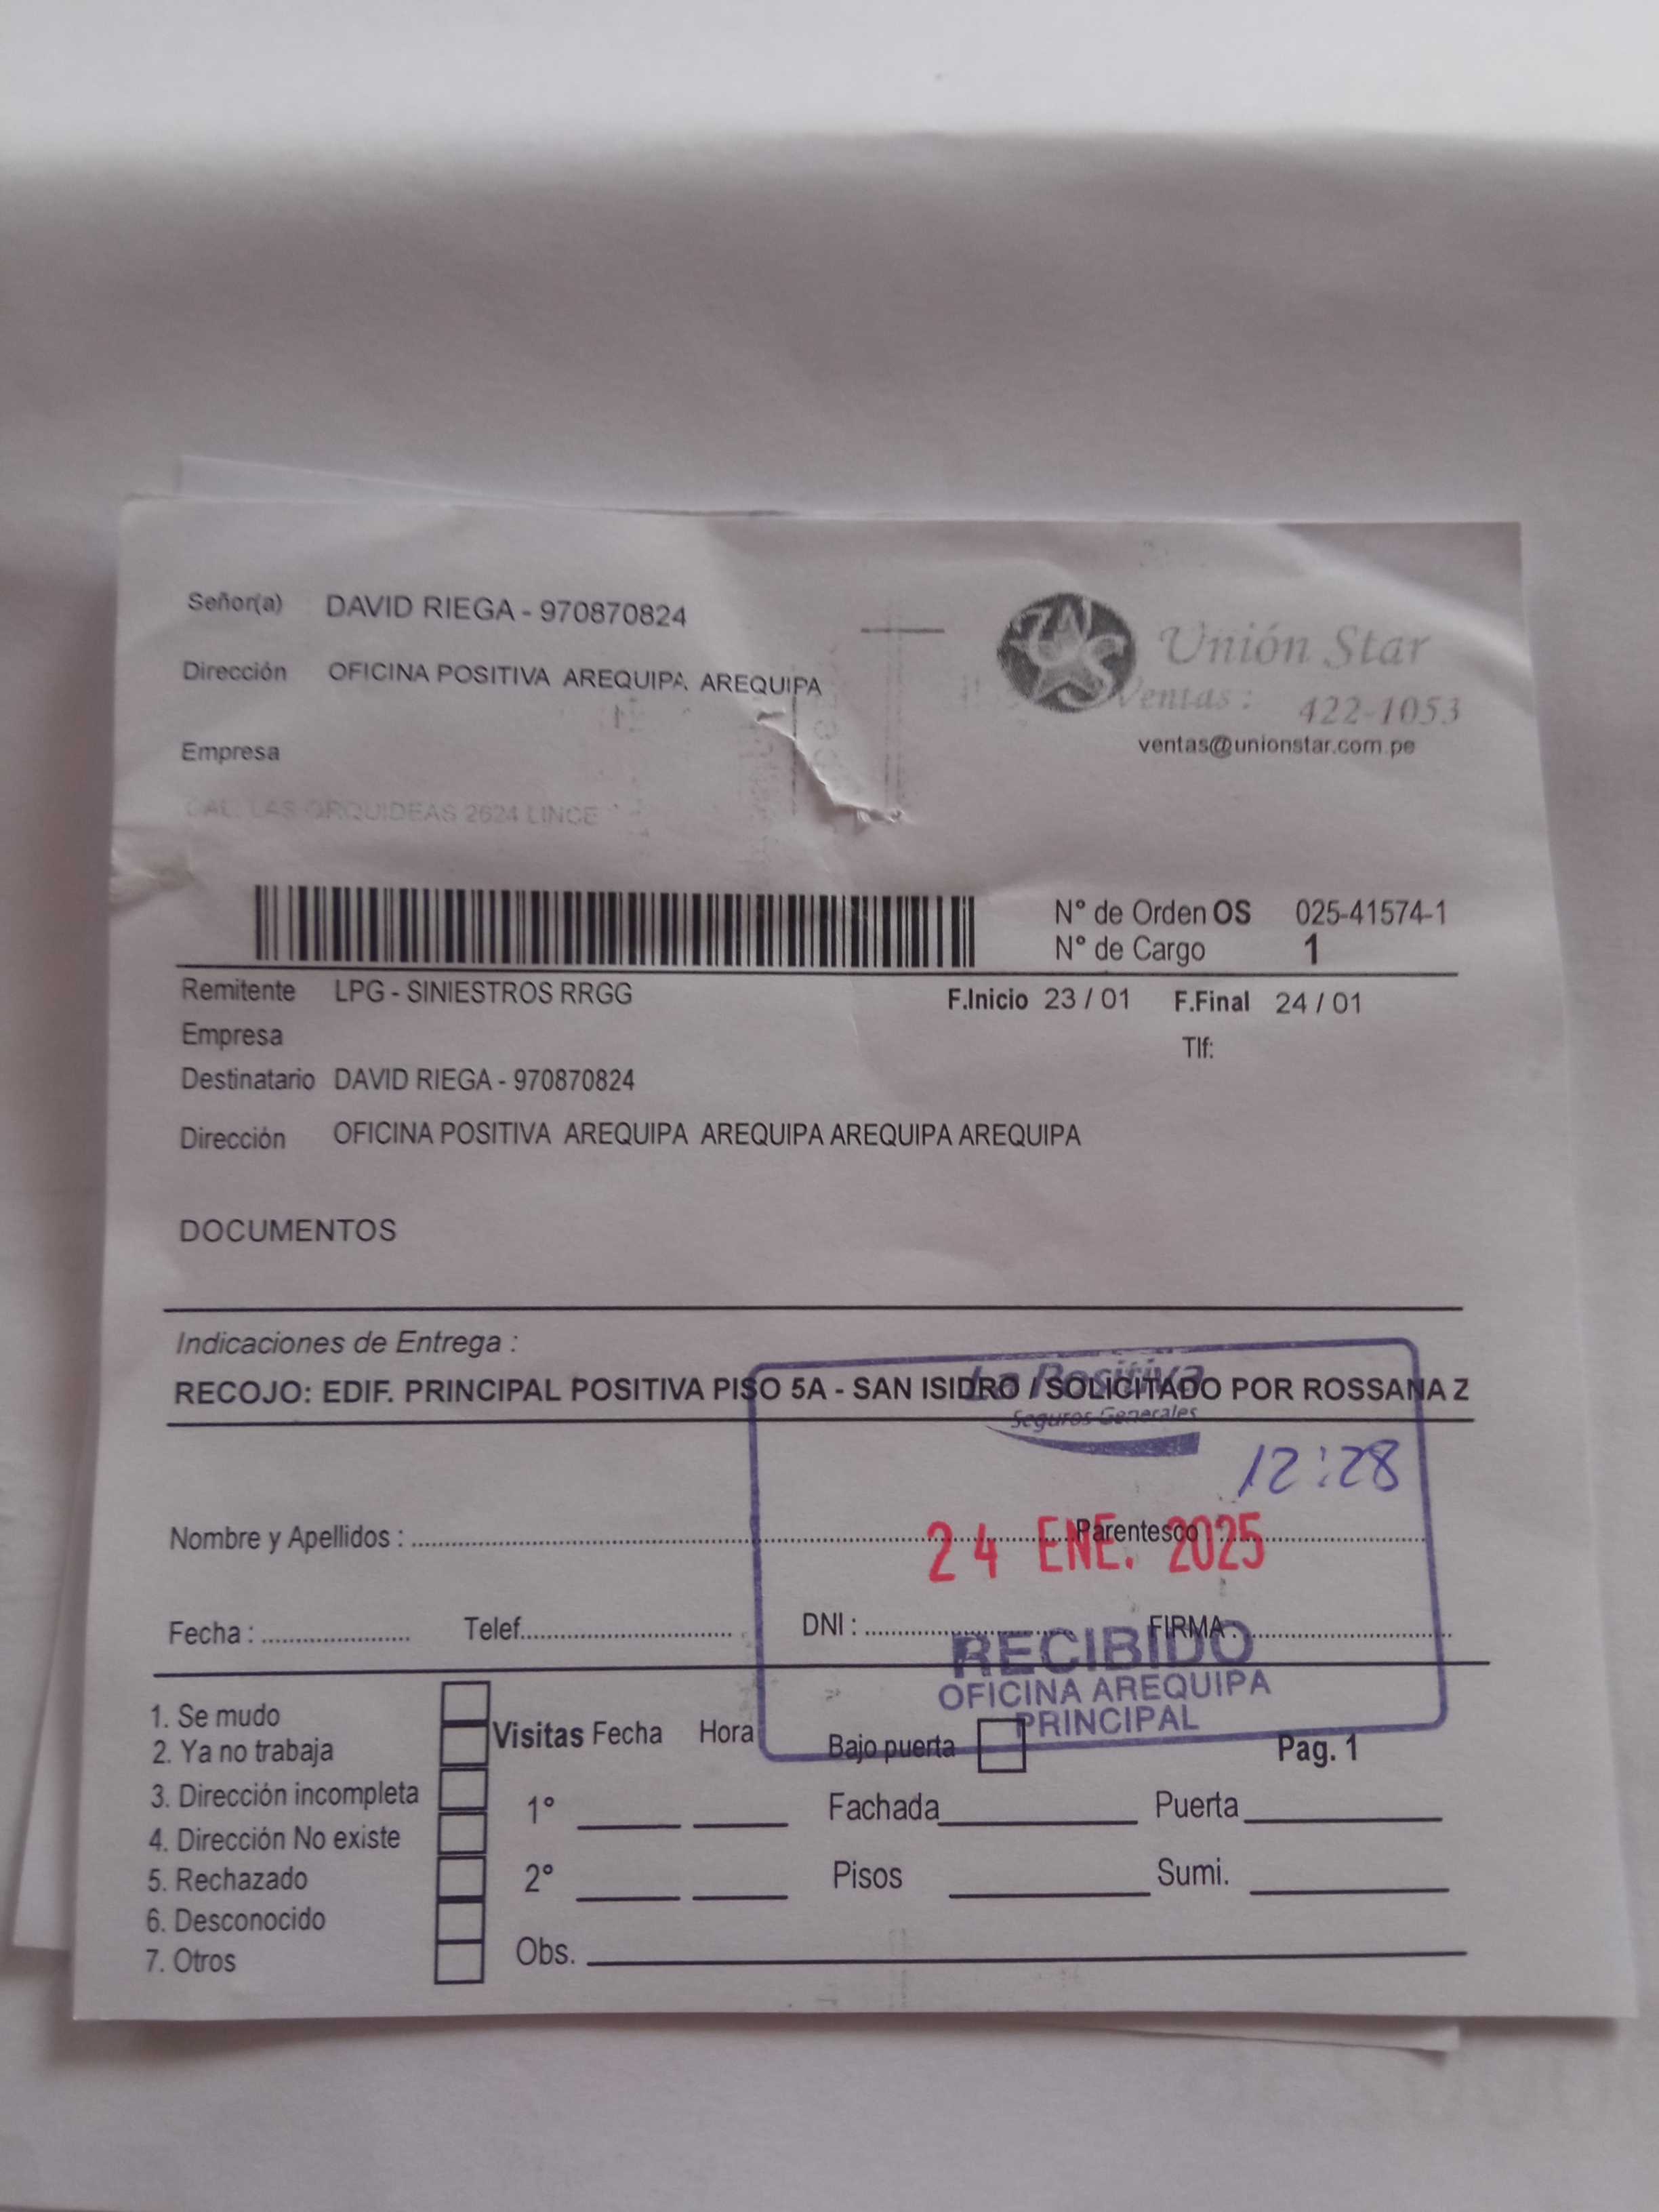 Señor(a) DAVID RIEGA - 970870824
Dirección OFICINA POSITIVA AREQUIPA AREQUIPA
Empresa
CAL. LAS ORQUIDEAS 2624 LINCE
Unión Star
Ventas : 422-1053
ventas@unionstar.com.pe
N° de Orden OS 025-41574-1
N° de Cargo 1
Remitente LPG - SINIESTROS RRGG
F.Inicio 23 / 01 F.Final 24 / 01
Empresa
Tlf:
Destinatario DAVID RIEGA - 970870824
Dirección OFICINA POSITIVA AREQUIPA AREQUIPA AREQUIPA AREQUIPA
DOCUMENTOS
Indicaciones de Entrega :
RECOJO: EDIF. PRINCIPAL POSITIVA PISO 5A - SAN ISIDRO / SOLICITADO POR ROSSANA Z
La Positiva
Seguros Generales
12:28
Nombre y Apellidos : Parentesco :
24 ENE. 2025
Fecha : Telef. DNI : FIRMA :
RECIBIDO
OFICINA AREQUIPA
PRINCIPAL
1. Se mudo
2. Ya no trabaja
3. Dirección incompleta
4. Dirección No existe
5. Rechazado
6. Desconocido
7. Otros
Visitas Fecha Hora
Bajo puerta
Pag. 1
1° Fachada Puerta
2° Pisos Sumi.
Obs.